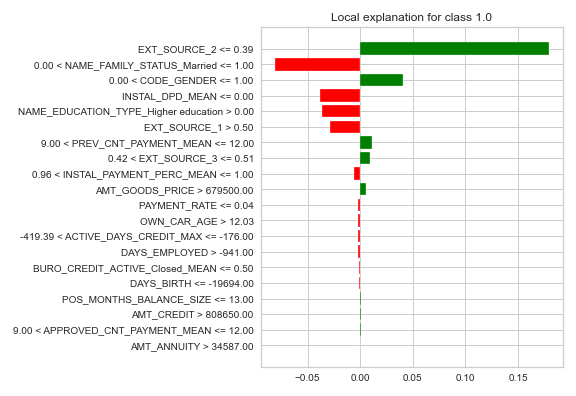 Local explanation for class 1.0
EXT_SOURCE_2 <= 0.39
0.00 < NAME_FAMILY_STATUS_Married <= 1.00
0.00 < CODE_GENDER <= 1.00
INSTAL_DPD_MEAN <= 0.00
NAME_EDUCATION_TYPE_Higher education > 0.00
EXT_SOURCE_1 > 0.50
9.00 < PREV_CNT_PAYMENT_MEAN <= 12.00
0.42 < EXT_SOURCE_3 <= 0.51
0.96 < INSTAL_PAYMENT_PERC_MEAN <= 1.00
AMT_GOODS_PRICE > 679500.00
PAYMENT_RATE <= 0.04
OWN_CAR_AGE > 12.03
-419.39 < ACTIVE_DAYS_CREDIT_MAX <= -176.00
DAYS_EMPLOYED > -941.00
BURO_CREDIT_ACTIVE_Closed_MEAN <= 0.50
DAYS_BIRTH <= -19694.00
POS_MONTHS_BALANCE_SIZE <= 13.00
AMT_CREDIT > 808650.00
9.00 < APPROVED_CNT_PAYMENT_MEAN <= 12.00
AMT_ANNUITY > 34587.00
−0.05 0.00 0.05 0.10 0.15